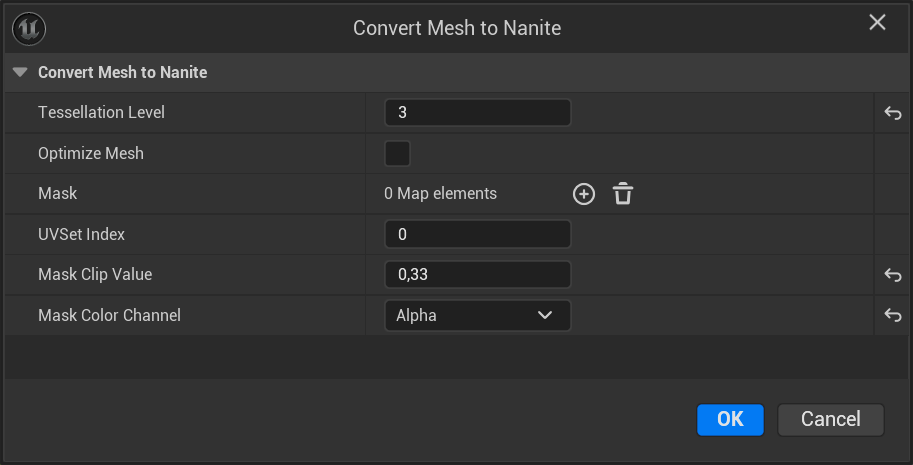 Convert Mesh to Nanite
Convert Mesh to Nanite
Tessellation Level 3
Optimize Mesh
Mask 0 Map elements
UVSet Index 0
Mask Clip Value 0,33
Mask Color Channel Alpha
OK Cancel